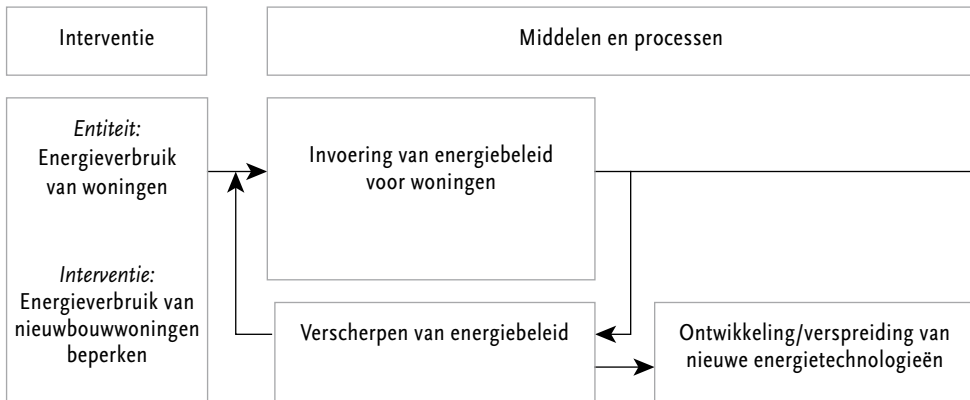 Interventie
Middelen en processen
Entiteit:
Energieverbruik
van woningen
Interventie:
Energieverbruik van
nieuwbouwwoningen
beperken
Invoering van energiebeleid
voor woningen
Verscherpen van energiebeleid
Ontwikkeling/verspreiding van
nieuwe energietechnologieën